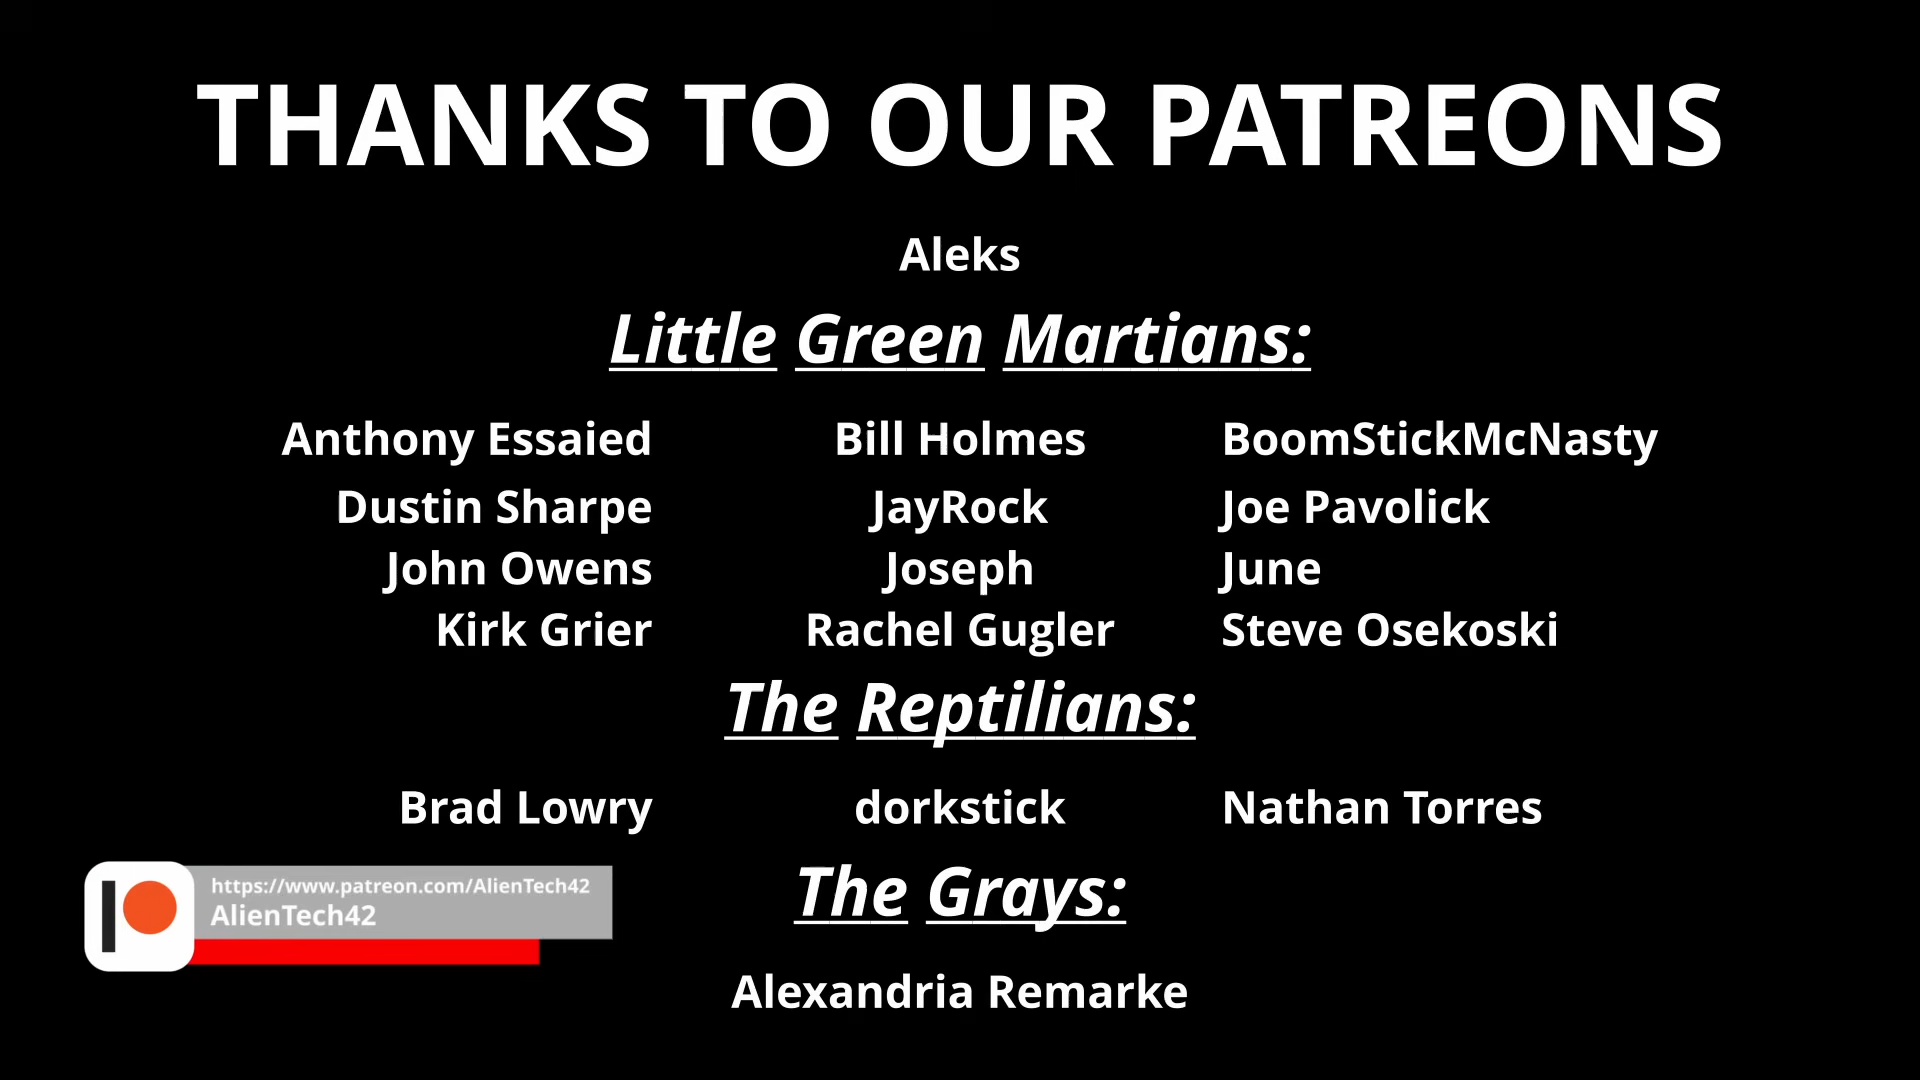 THANKS TO OUR PATREONS
Aleks
Little Green Martians:
Anthony Essaied Bill Holmes BoomStickMcNasty
Dustin Sharpe JayRock Joe Pavolick
John Owens Joseph June
Kirk Grier Rachel Gugler Steve Osekoski
The Reptilians:
Brad Lowry dorkstick Nathan Torres
The Grays:
https://www.patreon.com/AlienTech42
AlienTech42
Alexandria Remarke